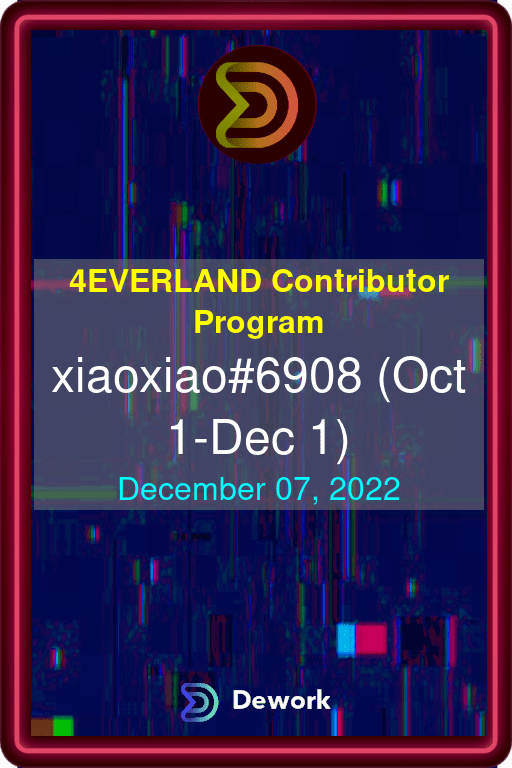 4EVERLAND Contributor
Program
xiaoxiao#6908 (Oct
1-Dec 1)
December 07, 2022
Dework